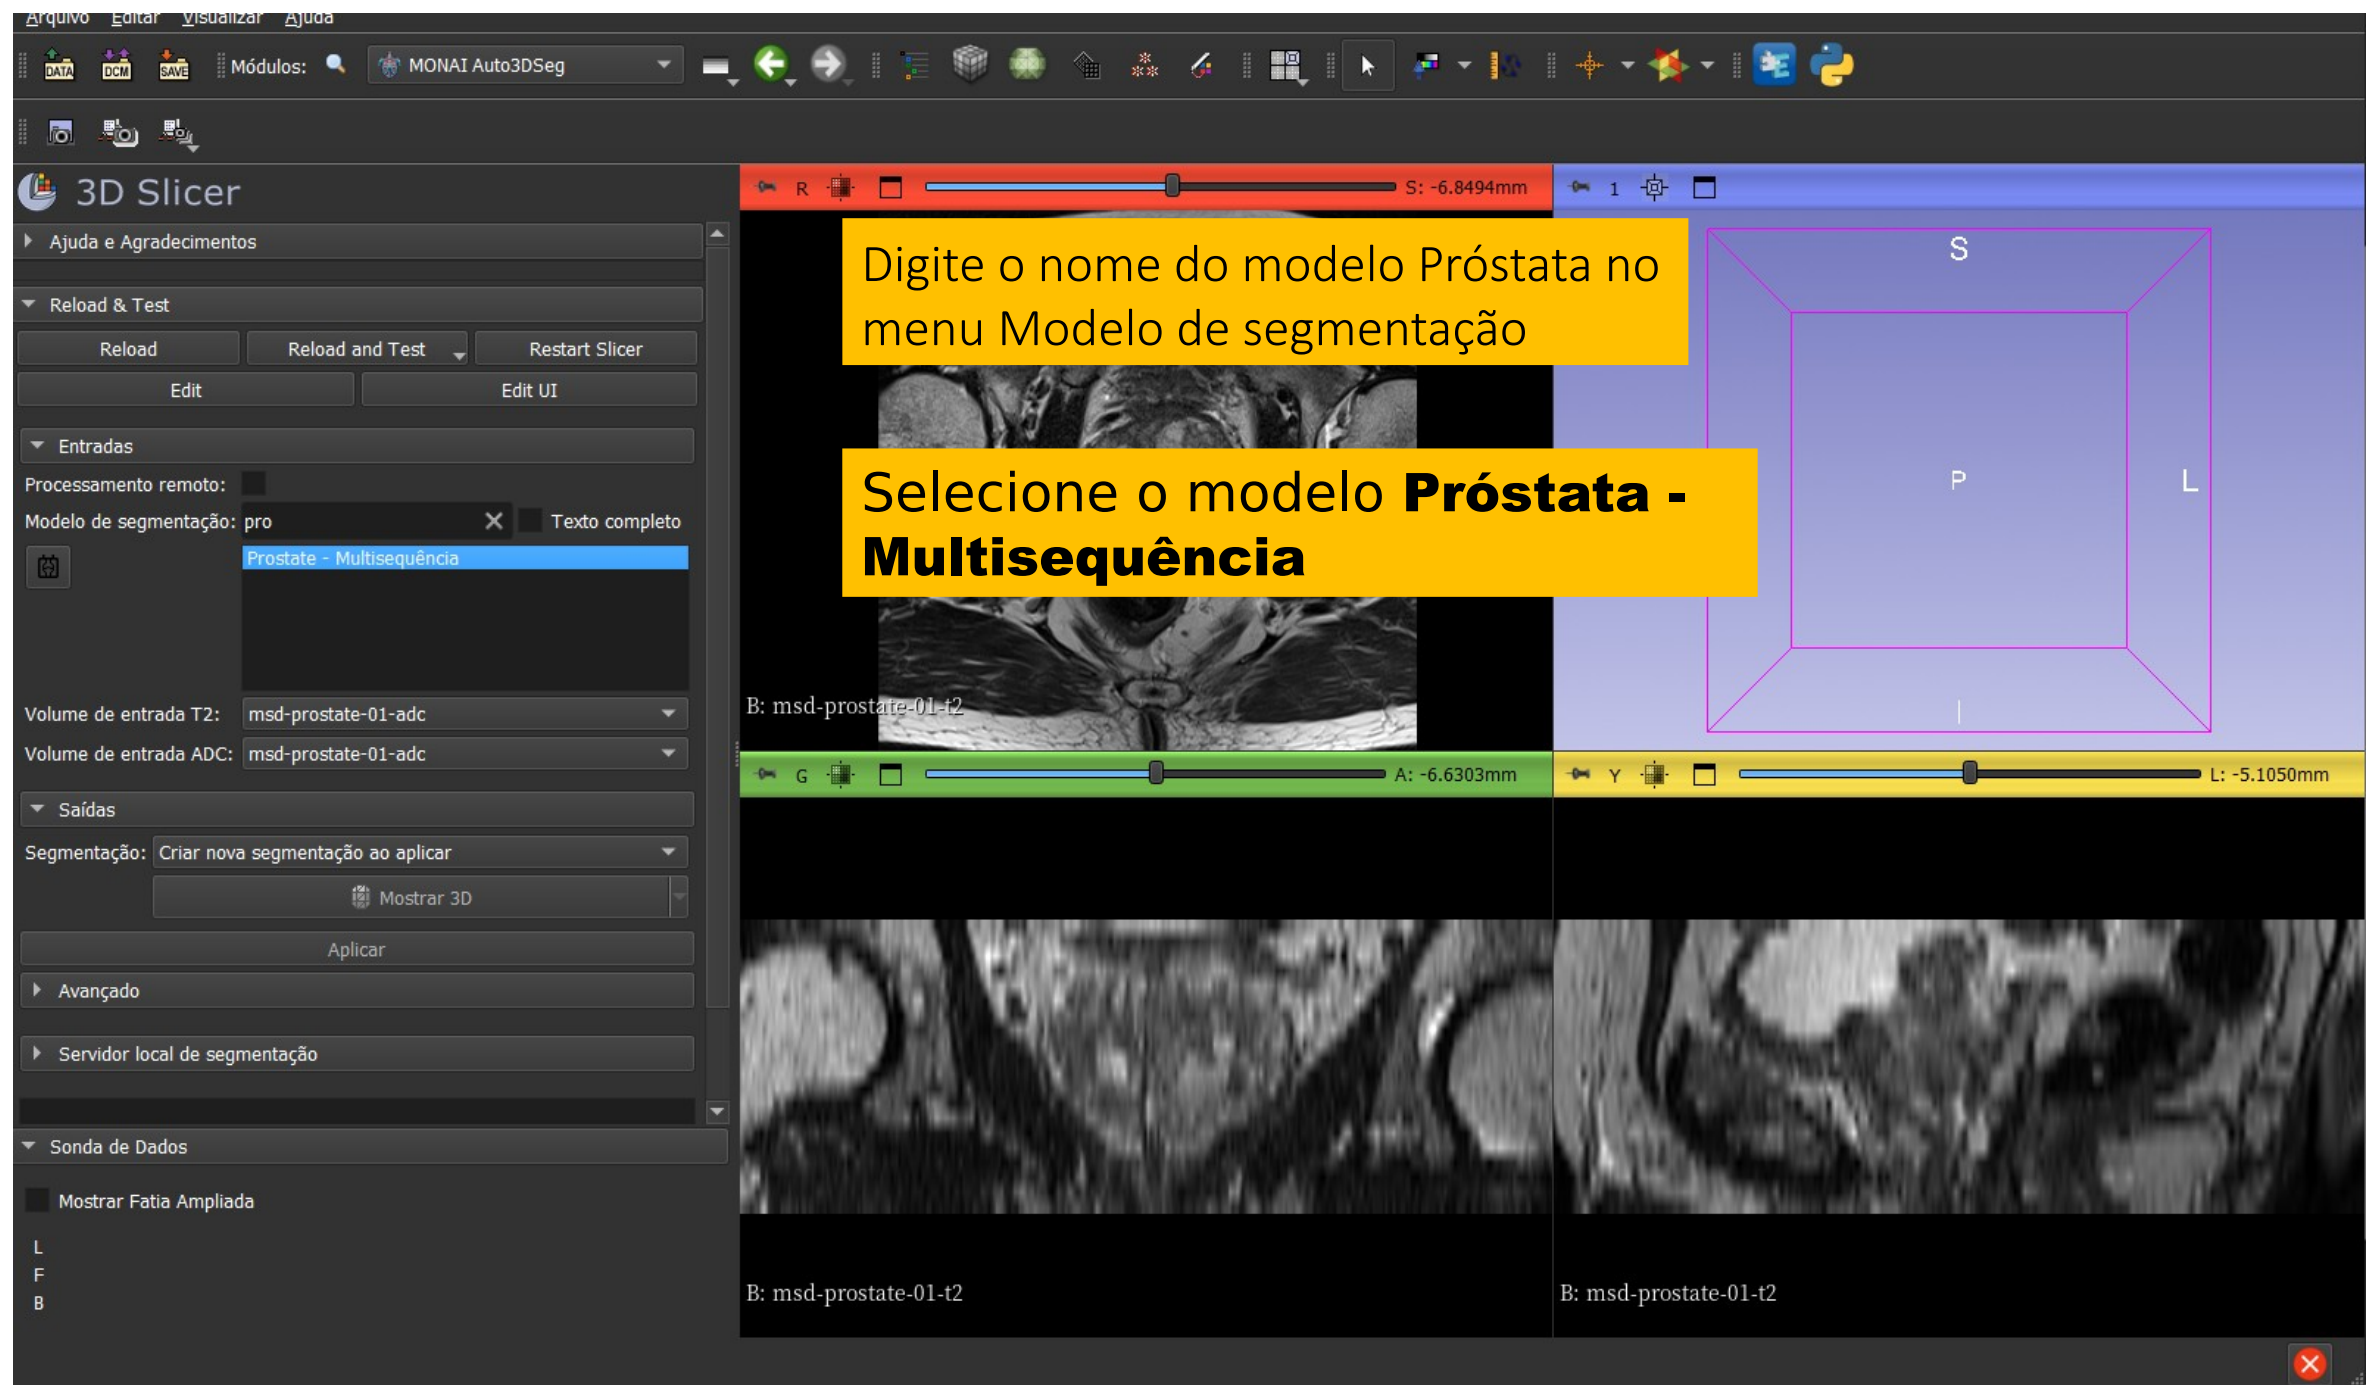 Arquivo Editar Visualizar Ajuda
DATA DCM SAVE Módulos: MONAI Auto3DSeg
3D Slicer
Ajuda e Agradecimentos
Reload & Test
Reload Reload and Test Restart Slicer
Edit Edit UI
Entradas
Processamento remoto:
Modelo de segmentação: pro Texto completo
Prostate - Multisequência
Volume de entrada T2: msd-prostate-01-adc
Volume de entrada ADC: msd-prostate-01-adc
Saídas
Segmentação: Criar nova segmentação ao aplicar
Mostrar 3D
Aplicar
Avançado
Servidor local de segmentação
Sonda de Dados
Mostrar Fatia Ampliada
L
F
B
R S: -6.8494mm
Digite o nome do modelo Próstata no
menu Modelo de segmentação
Selecione o modelo Próstata -
Multisequência
B: msd-prostate-01-t2
1
S
P L
I
G A: -6.6303mm
B: msd-prostate-01-t2
Y L: -5.1050mm
B: msd-prostate-01-t2